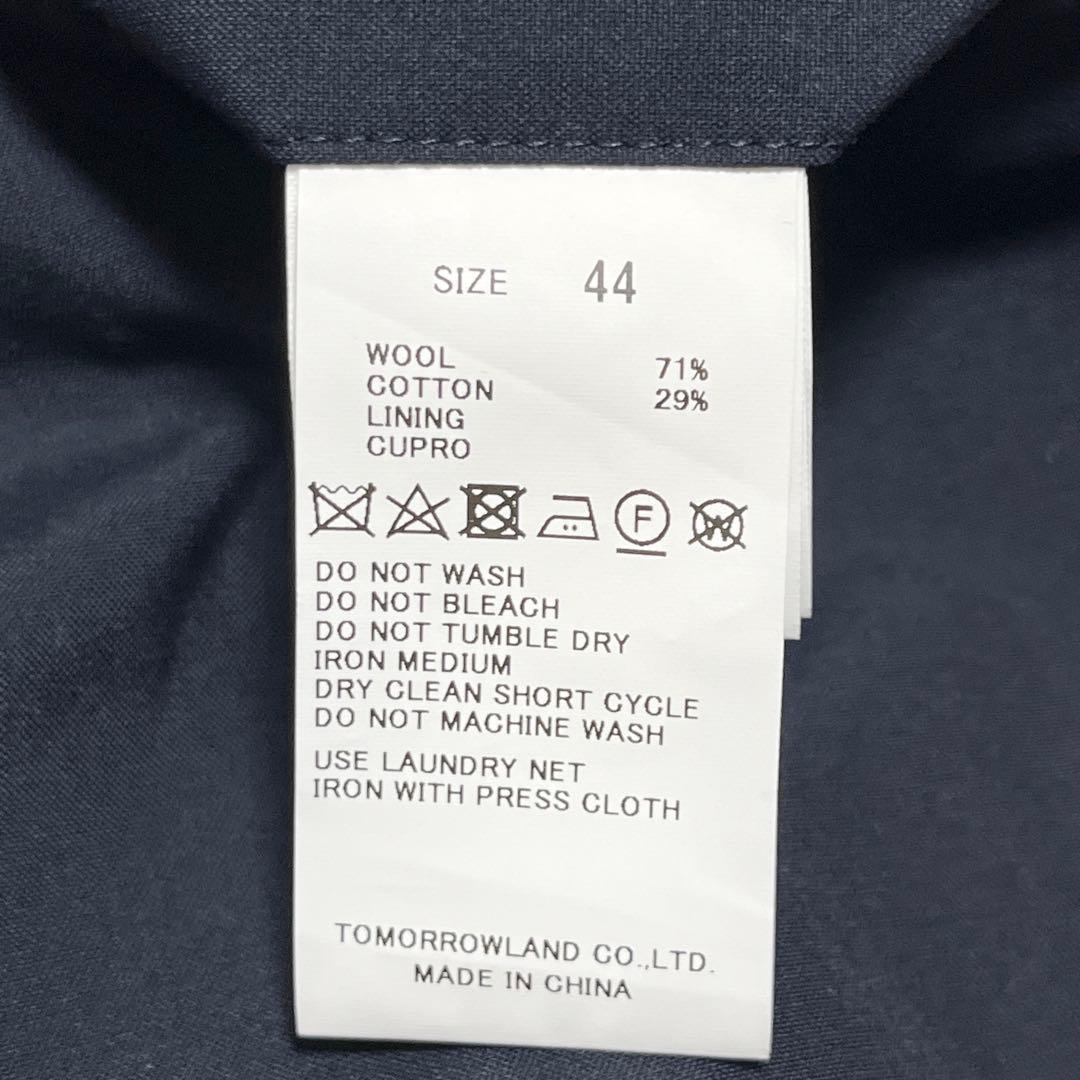 SIZE 44
WOOL 71%
COTTON 29%
LINING
CUPRO
F W
DO NOT WASH
DO NOT BLEACH
DO NOT TUMBLE DRY
IRON MEDIUM
DRY CLEAN SHORT CYCLE
DO NOT MACHINE WASH
USE LAUNDRY NET
IRON WITH PRESS CLOTH
TOMORROWLAND CO.,LTD.
MADE IN CHINA